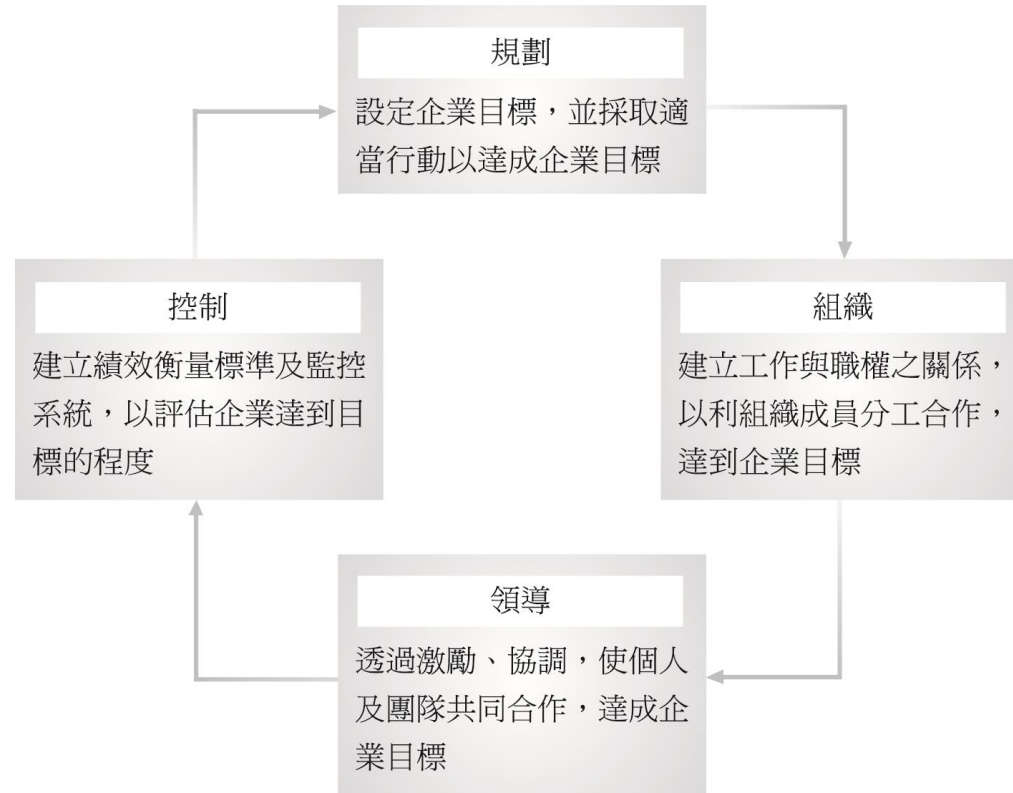 規劃
設定企業目標，並採取適
當行動以達成企業目標
控制
建立績效衡量標準及監控
系統，以評估企業達到目
標的程度
組織
建立工作與職權之關係，
以利組織成員分工合作，
達到企業目標
領導
透過激勵、協調，使個人
及團隊共同合作，達成企
業目標